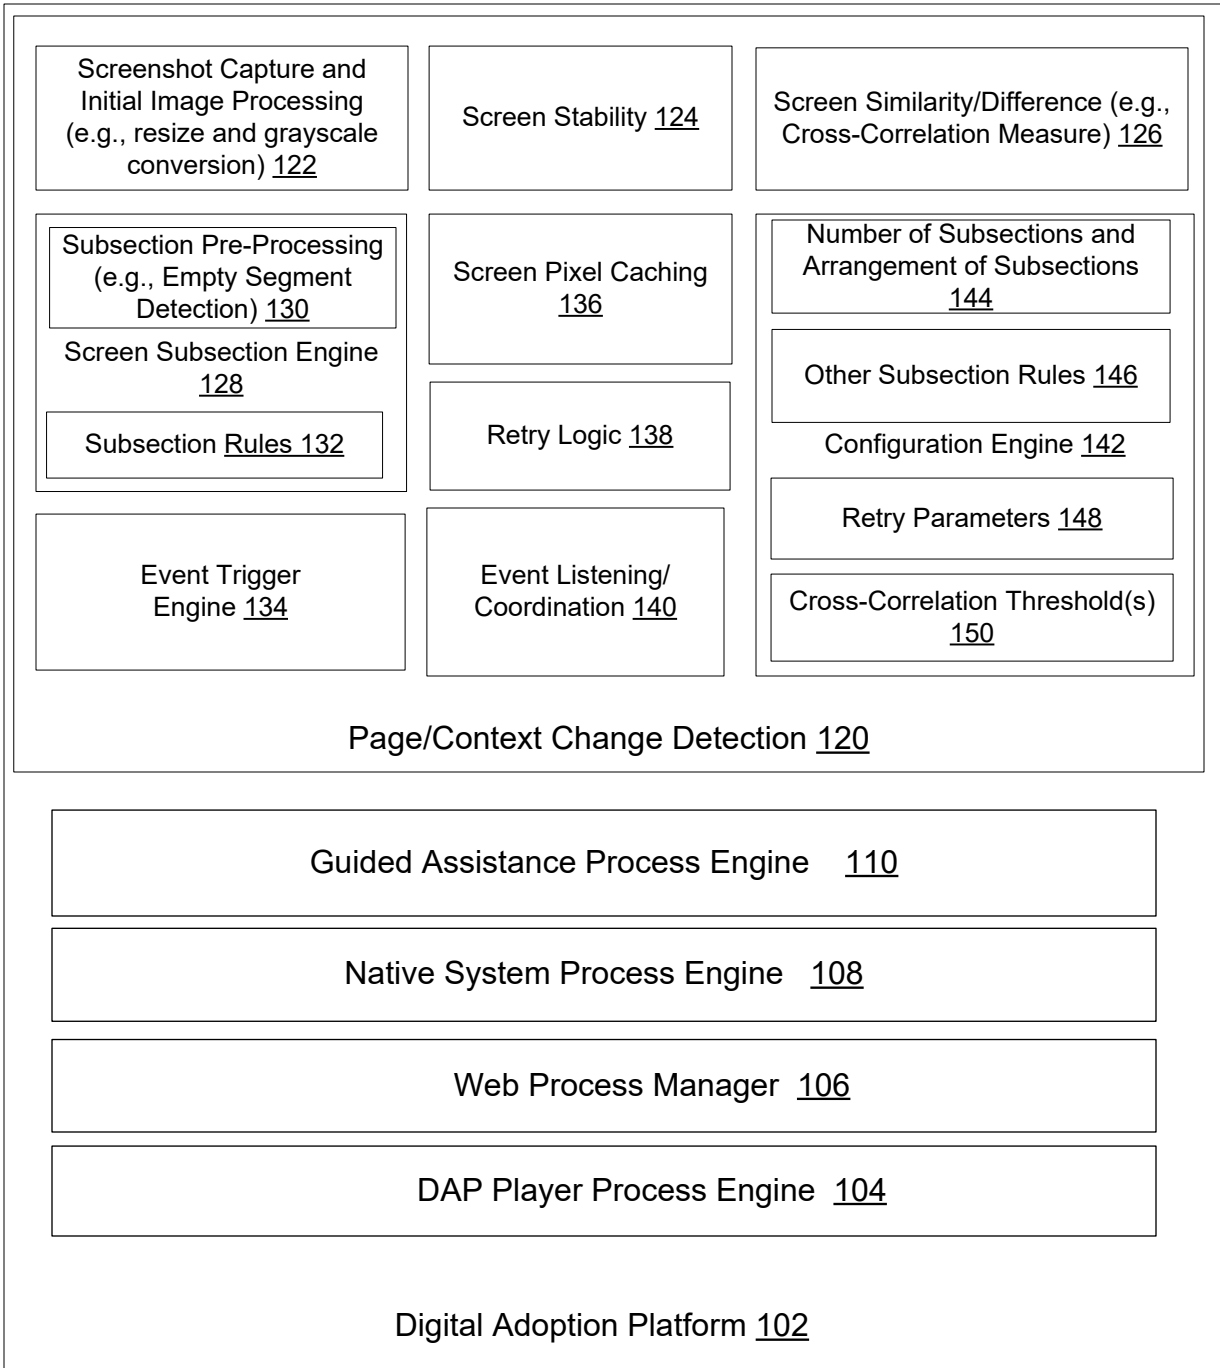 Screenshot Capture and
Initial Image Processing
(e.g., resize and grayscale
conversion) 122
Screen Stability 124
Screen Similarity/Difference (e.g.,
Cross-Correlation Measure) 126
Subsection Pre-Processing
(e.g., Empty Segment
Detection) 130
Screen Subsection Engine
128
Subsection Rules 132
Screen Pixel Caching
136
Retry Logic 138
Number of Subsections and
Arrangement of Subsections
144
Other Subsection Rules 146
Configuration Engine 142
Retry Parameters 148
Cross-Correlation Threshold(s)
150
Event Trigger
Engine 134
Event Listening/
Coordination 140
Page/Context Change Detection 120
Guided Assistance Process Engine 110
Native System Process Engine 108
Web Process Manager 106
DAP Player Process Engine 104
Digital Adoption Platform 102